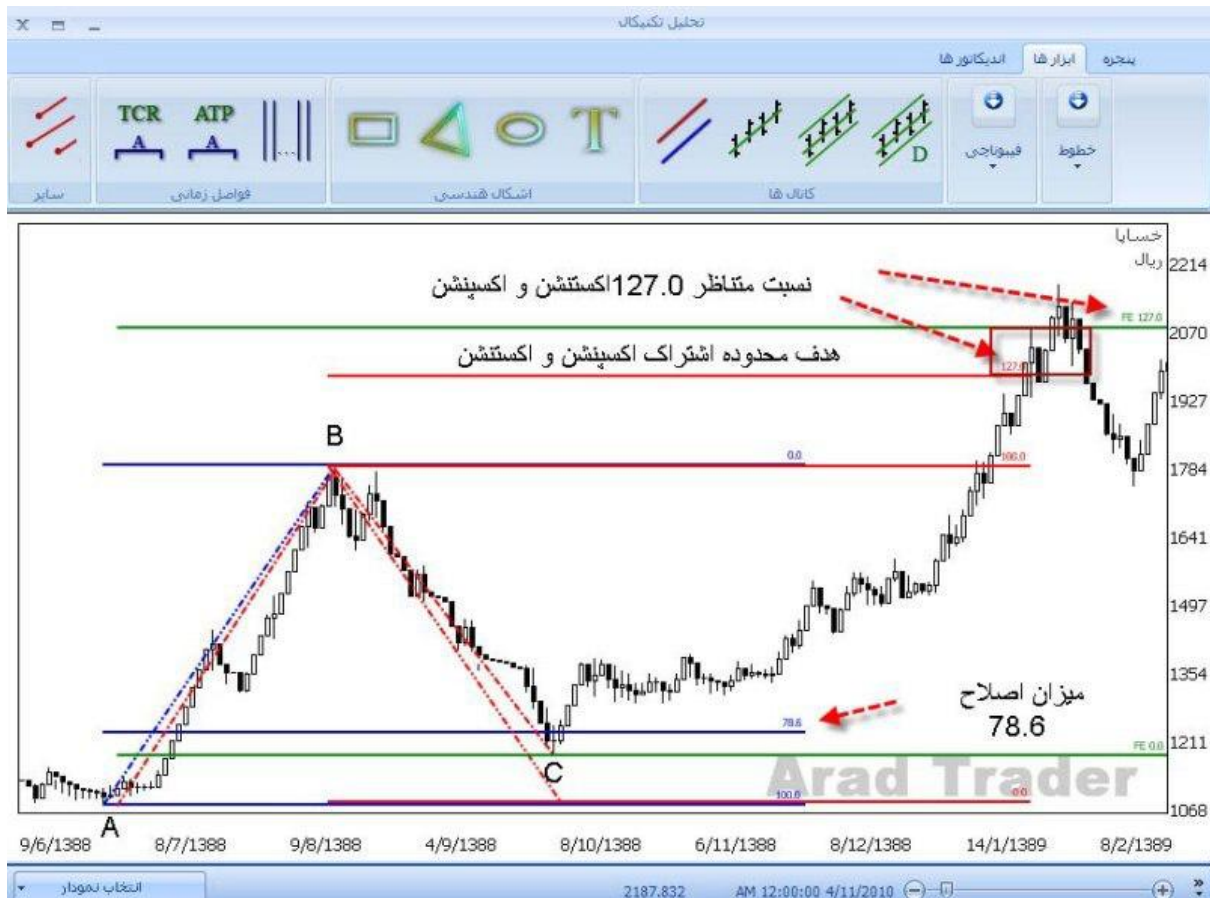 تحلیل تکنیکال
پنجره ابزار ها اندیکاتور ها
خطوط
فیبوناچی
کانال ها
T
اشکال هندسی
TCR ATP
A A
فواصل زمانی
سایر
D
خساپا
ریال
نسبت متناظر 127.0اکستنشن و اکسپنشن
FE 127.0
هدف محدوده اشتراک اکسپنشن و اکستنشن
127.0
B
0.0
100.0
میزان اصلاح
78.6
78.6
FE 0.0
C
Arad Trader
100.0
0.0
A
2214
2070
1927
1784
1641
1497
1354
1211
1068
9/6/1388 8/7/1388 9/8/1388 4/9/1388 8/10/1388 6/11/1388 8/12/1388 14/1/1389 8/2/1389
انتخاب نمودار
2187.832 AM 12:00:00 4/11/2010